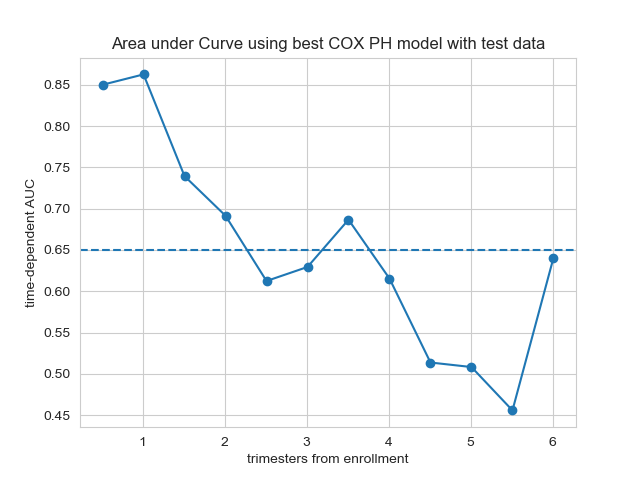 Area under Curve using best COX PH model with test data
time-dependent AUC
0.85
0.80
0.75
0.70
0.65
0.60
0.55
0.50
0.45
1 2 3 4 5 6
trimesters from enrollment